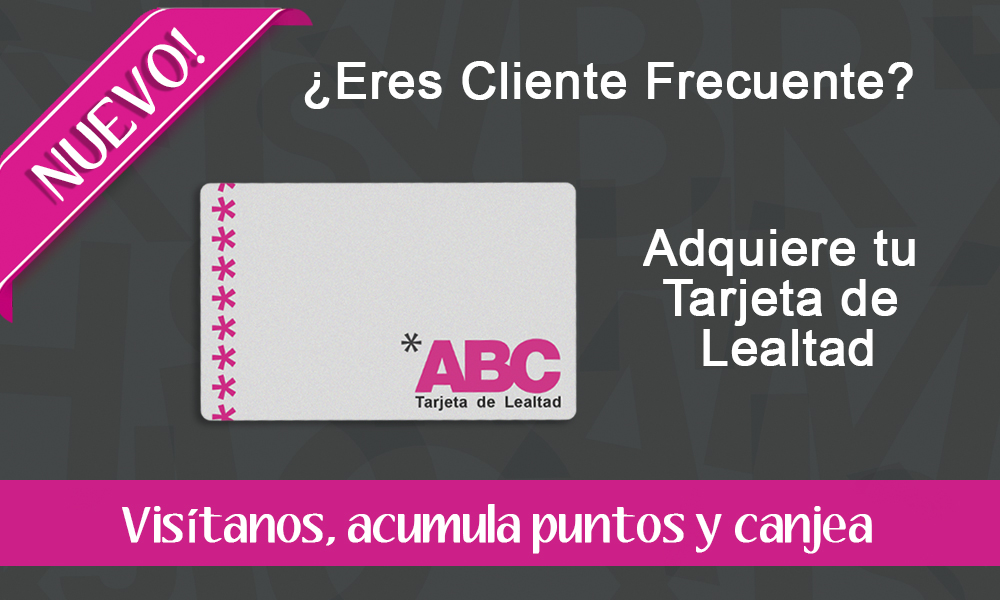 NUEVO!
¿Eres Cliente Frecuente?
Adquiere tu
Tarjeta de
Lealtad
*ABC
Tarjeta de Lealtad
Visítanos, acumula puntos y canjea